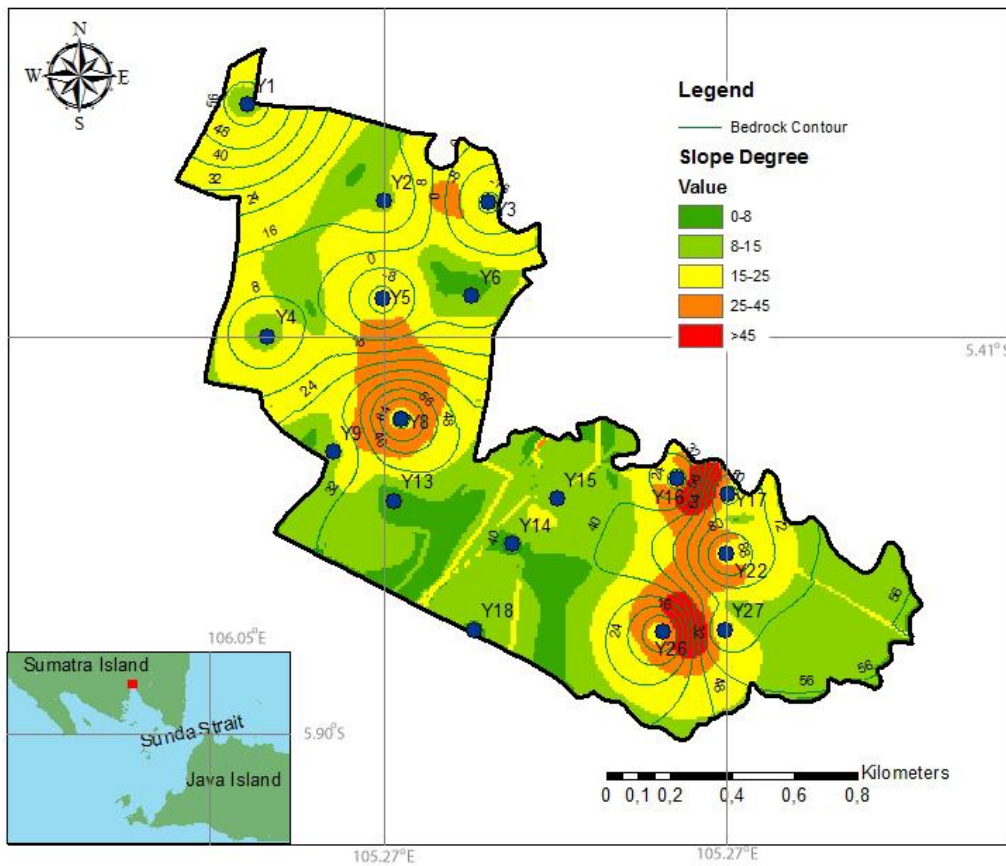 N
W E
S
Legend
Bedrock Contour
Slope Degree
Value
0-8
8-15
15-25
25-45
>45
Y1
48
40
32
24
16
Y2
8
0
Y3
0
-8
Y6
Y5
8
Y4
5.41° S
24
48
Y8
Y9
32
Y13
Y15
40
Y14
40
24
Y16
64
Y17
80
72
88
Y22
Y18
24
16
Y26
Y27
48
56
56
56
106.05°E
Sumatra Island
Sunda Strait
5.90°S
Java Island
Kilometers
0 0,1 0,2 0,4 0,6 0,8
105.27°E
105.27°E